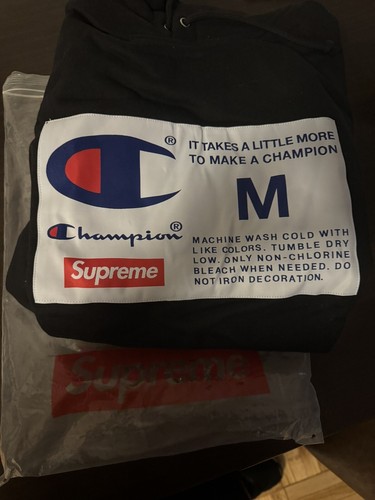 ® IT TAKES A LITTLE MORE
TO MAKE A CHAMPION
M
Champion®
Supreme
MACHINE WASH COLD WITH
LIKE COLORS. TUMBLE DRY
LOW. ONLY NON-CHLORINE
BLEACH WHEN NEEDED. DO
NOT IRON DECORATION.
Supreme